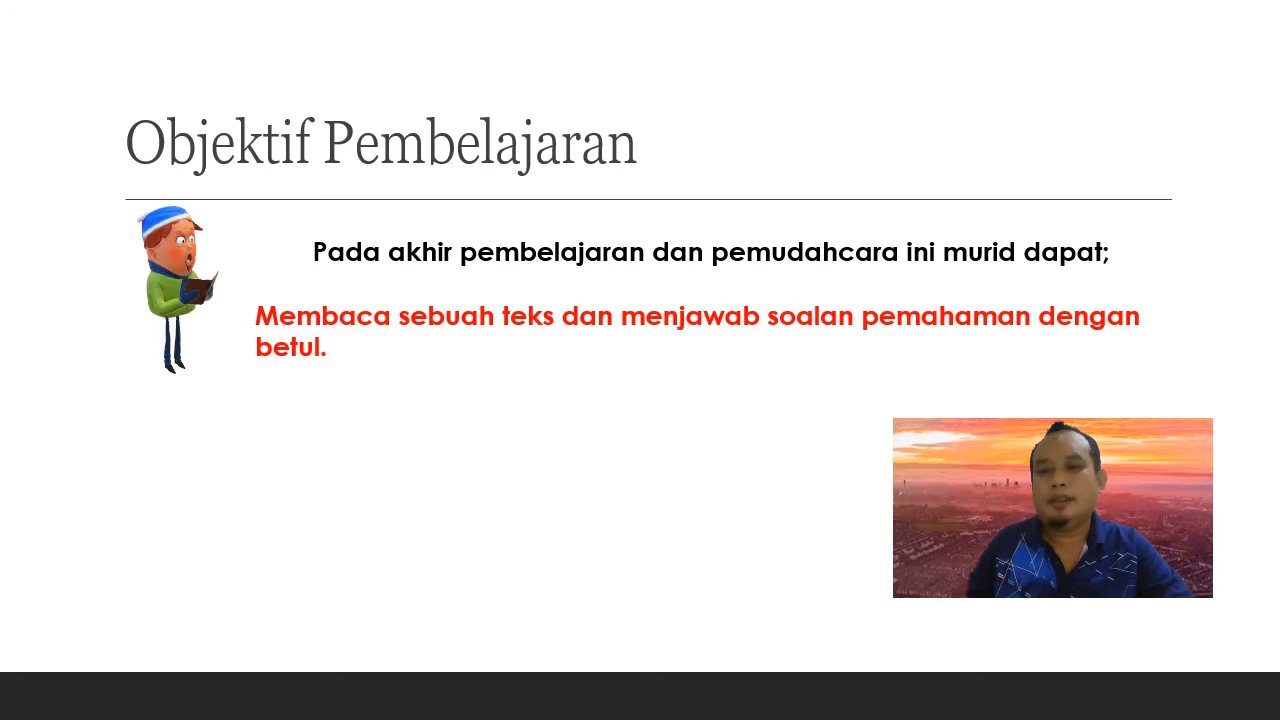 Objektif Pembelajaran
Pada akhir pembelajaran dan pemudahcara ini murid dapat;
Membaca sebuah teks dan menjawab soalan pemahaman dengan
betul.